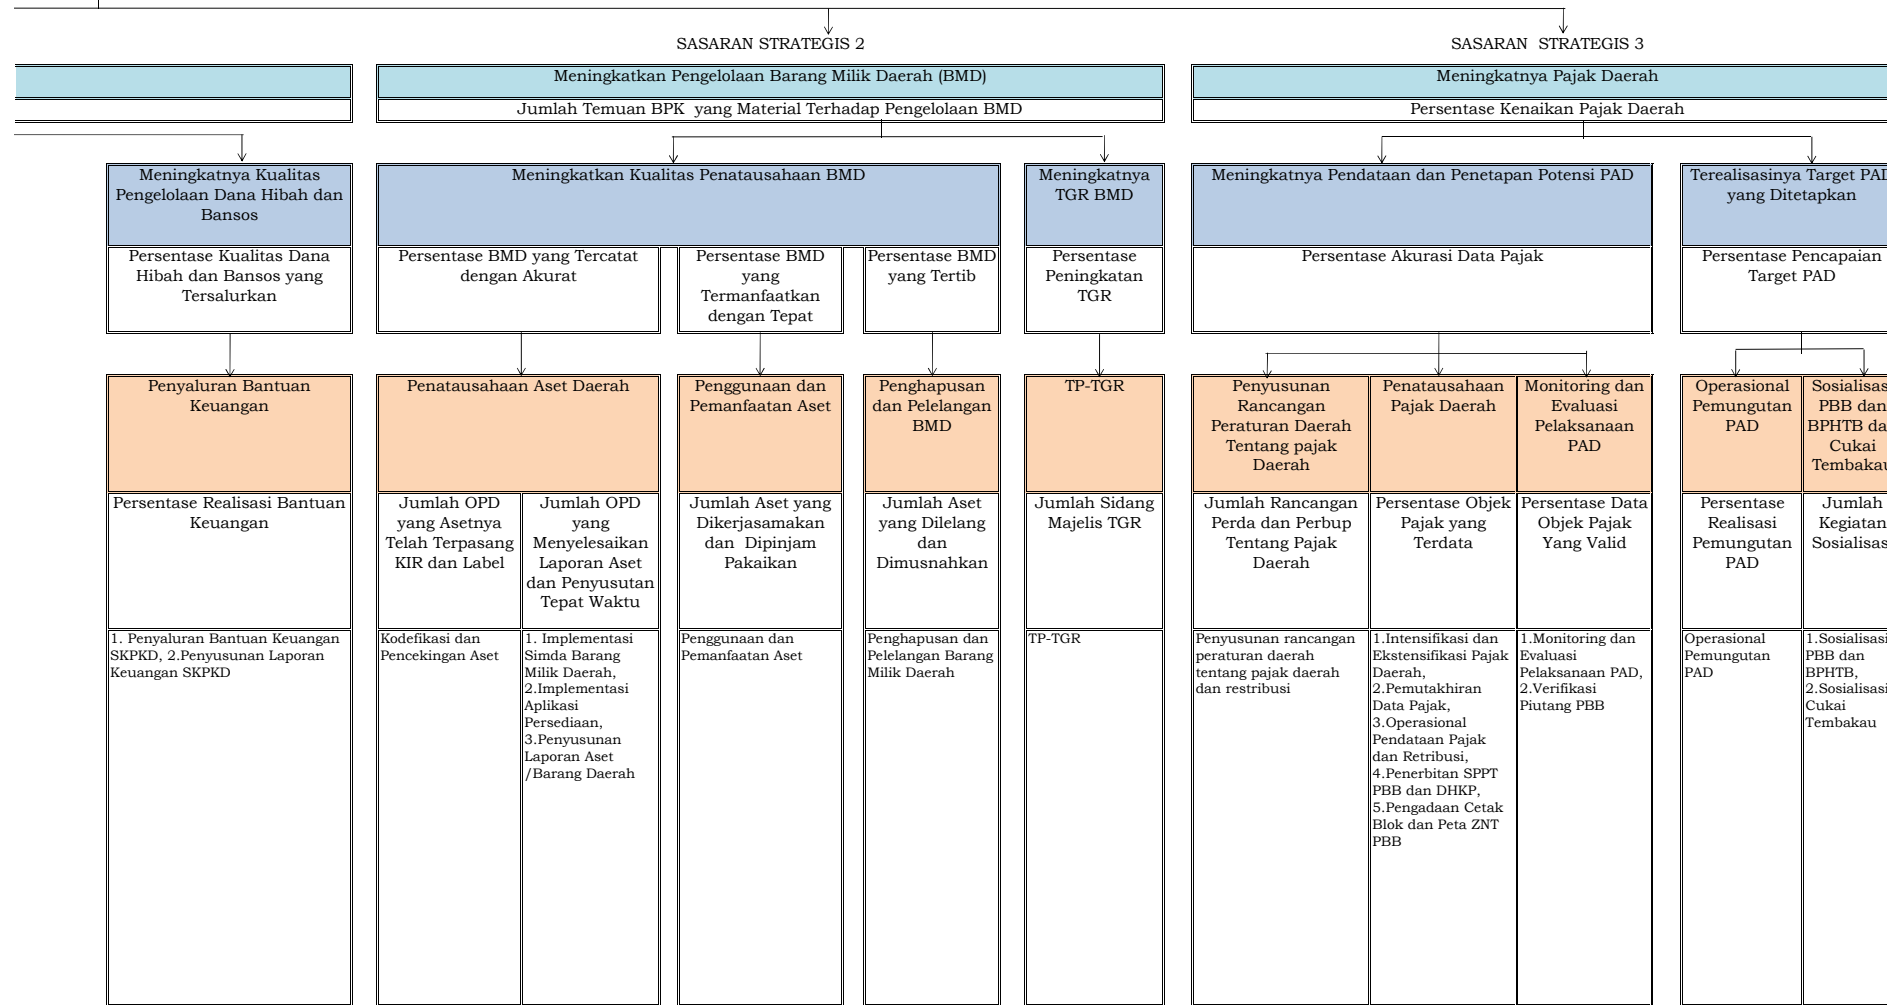 SASARAN STRATEGIS 2
SASARAN  STRATEGIS 3
Meningkatkan Pengelolaan Barang Milik Daerah (BMD)
Meningkatnya Pajak Daerah
Jumlah Temuan BPK  yang Material Terhadap Pengelolaan BMD
Persentase Kenaikan Pajak Daerah
Meningkatnya Kualitas
Pengelolaan Dana Hibah dan
Bansos
Meningkatkan Kualitas Penatausahaan BMD
Meningkatnya
TGR BMD
Meningkatnya Pendataan dan Penetapan Potensi PAD
Terealisasinya Target PAD
yang Ditetapkan
Persentase Kualitas Dana
Hibah dan Bansos yang
Tersalurkan
Persentase BMD yang Tercatat
dengan Akurat
Persentase BMD
yang
Termanfaatkan
dengan Tepat
Persentase BMD
yang Tertib
Persentase
Peningkatan
TGR
Persentase Akurasi Data Pajak
Persentase Pencapaian
Target PAD
Penyaluran Bantuan
Keuangan
Penatausahaan Aset Daerah
Penggunaan dan
Pemanfaatan Aset
Penghapusan
dan Pelelangan
BMD
TP-TGR
Penyusunan
Rancangan
Peraturan Daerah
Tentang pajak
Daerah
Penatausahaan
Pajak Daerah
Monitoring dan
Evaluasi
Pelaksanaan
PAD
Operasional
Pemungutan
PAD
Sosialisas
PBB dan
BPHTB da
Cukai
Tembakau
Persentase Realisasi Bantuan
Keuangan
Jumlah OPD
yang Asetnya
Telah Terpasang
KIR dan Label
Jumlah OPD
yang
Menyelesaikan
Laporan Aset
dan Penyusutan
Tepat Waktu
Jumlah Aset yang
Dikerjasamakan
dan  Dipinjam
Pakaikan
Jumlah Aset
yang Dilelang
dan
Dimusnahkan
Jumlah Sidang
Majelis TGR
Jumlah Rancangan
Perda dan Perbup
Tentang Pajak
Daerah
Persentase Objek
Pajak yang
Terdata
Persentase Data
Objek Pajak
Yang Valid
Persentase
Realisasi
Pemungutan
PAD
Jumlah
Kegiatan
Sosialisas
1. Penyaluran Bantuan Keuangan
SKPKD, 2.Penyusunan Laporan
Keuangan SKPKD
Kodefikasi dan
Pencekingan Aset
1. Implementasi
Simda Barang
Milik Daerah,
2.Implementasi
Aplikasi
Persediaan,
3.Penyusunan
Laporan Aset
/Barang Daerah
Penggunaan dan
Pemanfaatan Aset
Penghapusan dan
Pelelangan Barang
Milik Daerah
TP-TGR
Penyusunan rancangan
peraturan daerah
tentang pajak daerah
dan restribusi
1.Intensifikasi dan
Ekstensifikasi Pajak
Daerah,
2.Pemutakhiran
Data Pajak,
3.Operasional
Pendataan Pajak
dan Retribusi,
4.Penerbitan SPPT
PBB dan DHKP,
5.Pengadaan Cetak
Blok dan Peta ZNT
PBB
1.Monitoring dan
Evaluasi
Pelaksanaan PAD,
2.Verifikasi
Piutang PBB
Operasional
Pemungutan
PAD
1.Sosialisasi
PBB dan
BPHTB,
2.Sosialisasi
Cukai
Tembakau